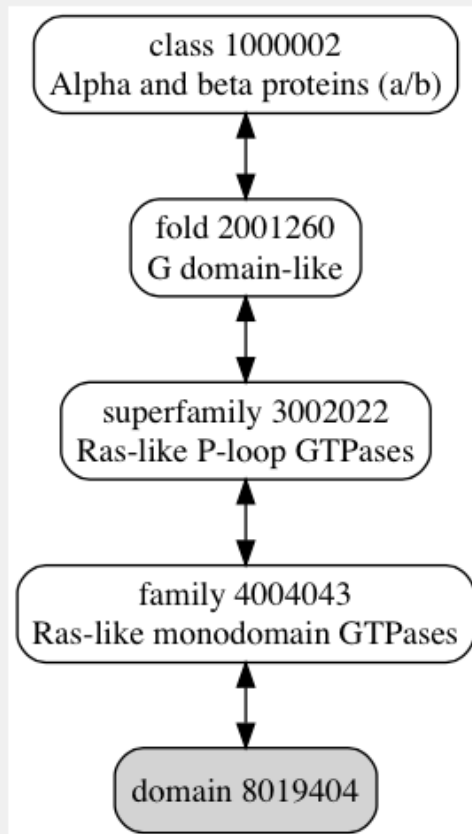 class 1000002
Alpha and beta proteins (a/b)
fold 2001260
G domain-like
superfamily 3002022
Ras-like P-loop GTPases
family 4004043
Ras-like monodomain GTPases
domain 8019404